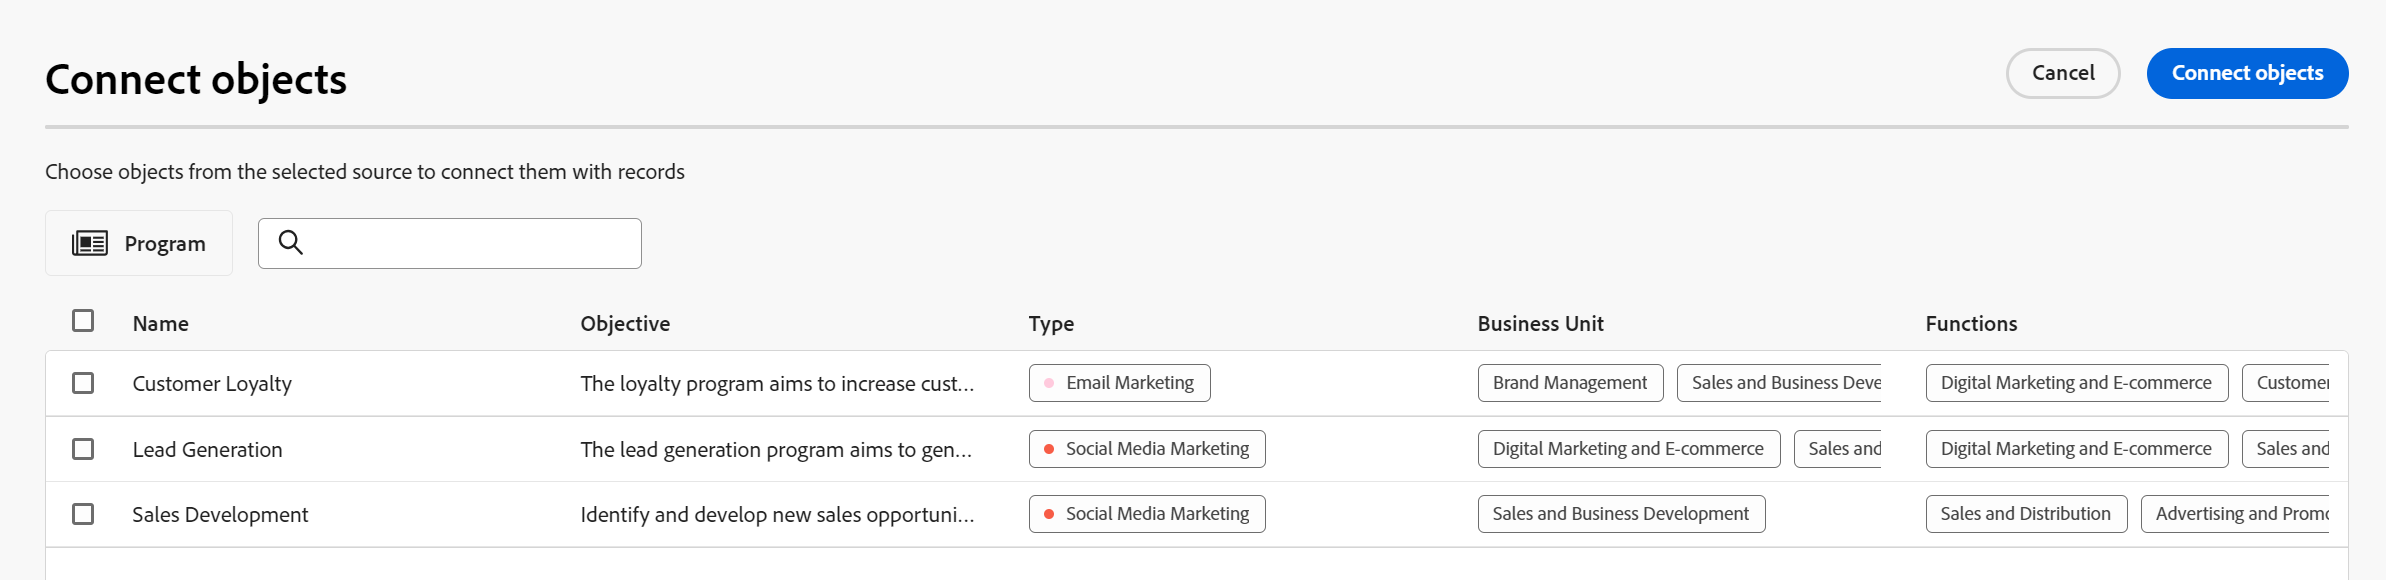 Connect objects
Cancel
Connect objects
Choose objects from the selected source to connect them with records
Program
Name Objective Type Business Unit Functions
Customer Loyalty The loyalty program aims to increase cust... Email Marketing Brand Management Sales and Business Deve Digital Marketing and E-commerce Customer
Lead Generation The lead generation program aims to gen... Social Media Marketing Digital Marketing and E-commerce Sales and Digital Marketing and E-commerce Sales and
Sales Development Identify and develop new sales opportuni... Social Media Marketing Sales and Business Development Sales and Distribution Advertising and Promo